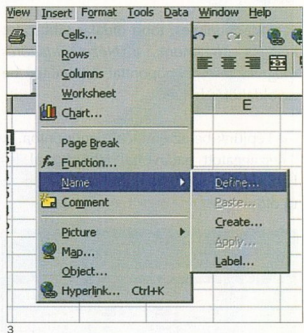 View Insert Format Tools Data Window Help
Cells...
Rows
Columns
Worksheet
Chart...
E
Page Break
Function...
Name Define...
Comment Paste...
Create...
Picture Apply...
Map... Label...
Object...
Hyperlink... Ctrl+K
3